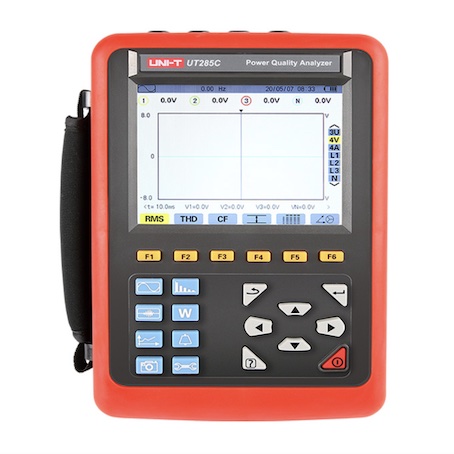 UNI-T UT285C Power Quality Analyzer
0.00 Hz 20/05/07 08:33
1 0.0V 2 0.0V 3 0.0V N 0.0V
8.0 V
3U
4V
4A
0 L1
L2
L3
N
-8.0 V
<t= 10.0ms V1=0.0V V2=0.0V V3=0.0V VN=0.0V >
RMS THD CF
F1 F2 F3 F4 F5 F6
W
?